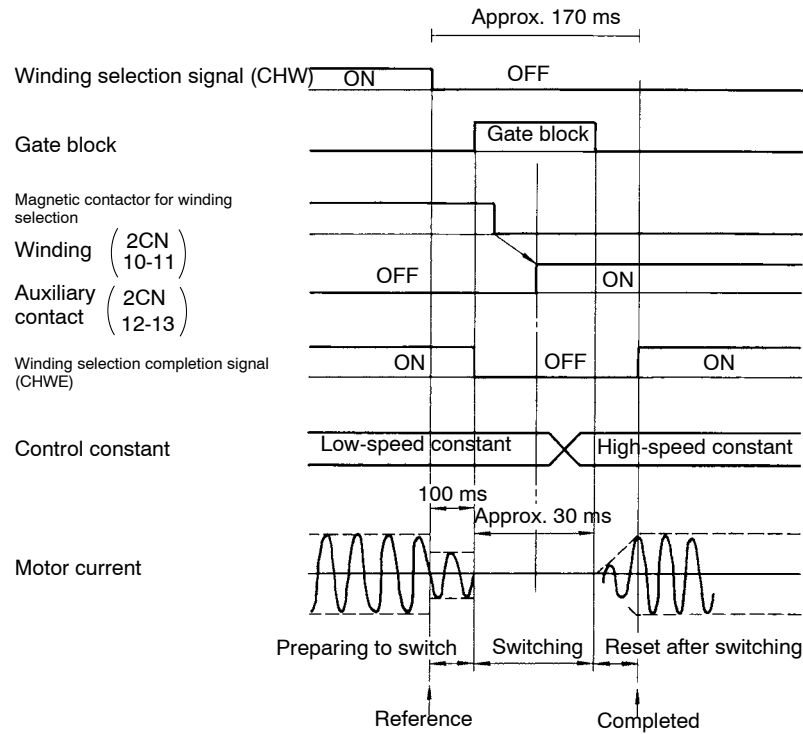 Approx. 170 ms
Winding selection signal (CHW)
ON
OFF
Gate block
Gate block
Magnetic contactor for winding
selection
Winding
2CN
10-11
OFF
ON
Auxiliary
contact
2CN
12-13
Winding selection completion signal
(CHWE)
ON
OFF
ON
Control constant
Low-speed constant
High-speed constant
100 ms
Approx. 30 ms
Motor current
Preparing to switch
Switching
Reset after switching
Reference
Completed